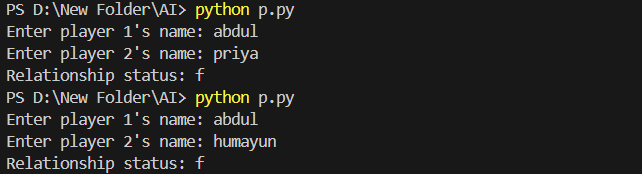 PS D:\New Folder\AI> python p.py
Enter player 1's name: abdul
Enter player 2's name: priya
Relationship status: f
PS D:\New Folder\AI> python p.py
Enter player 1's name: abdul
Enter player 2's name: humayun
Relationship status: f